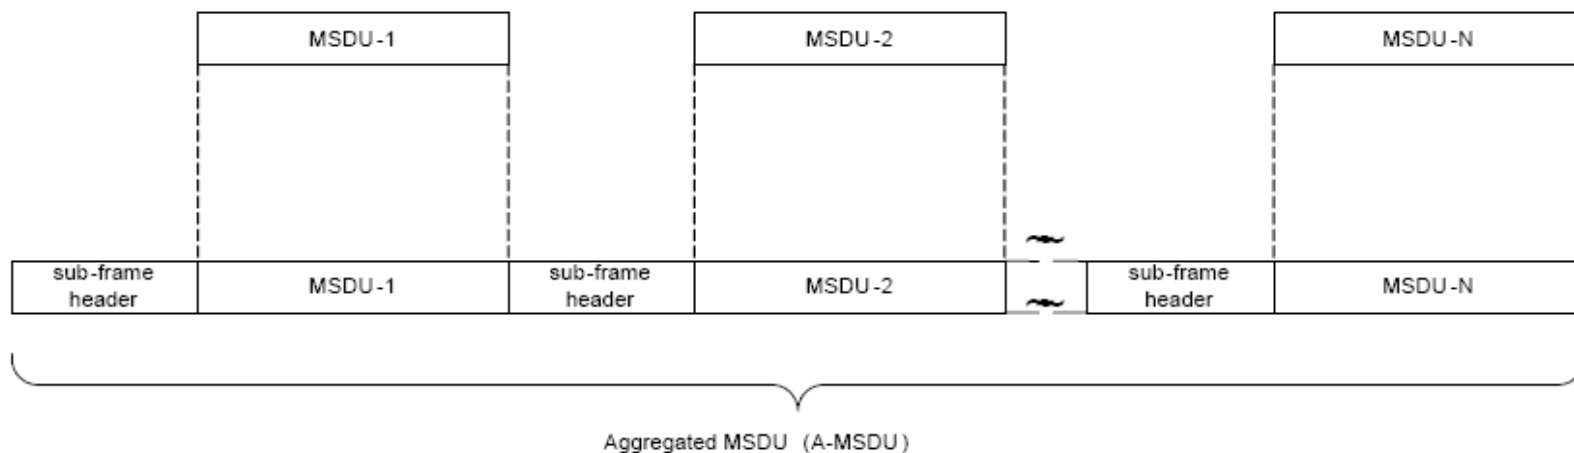 MSDU-1 MSDU-2 MSDU-N
sub-frame header MSDU-1 sub-frame header MSDU-2 sub-frame header MSDU-N
Aggregated MSDU (A-MSDU)